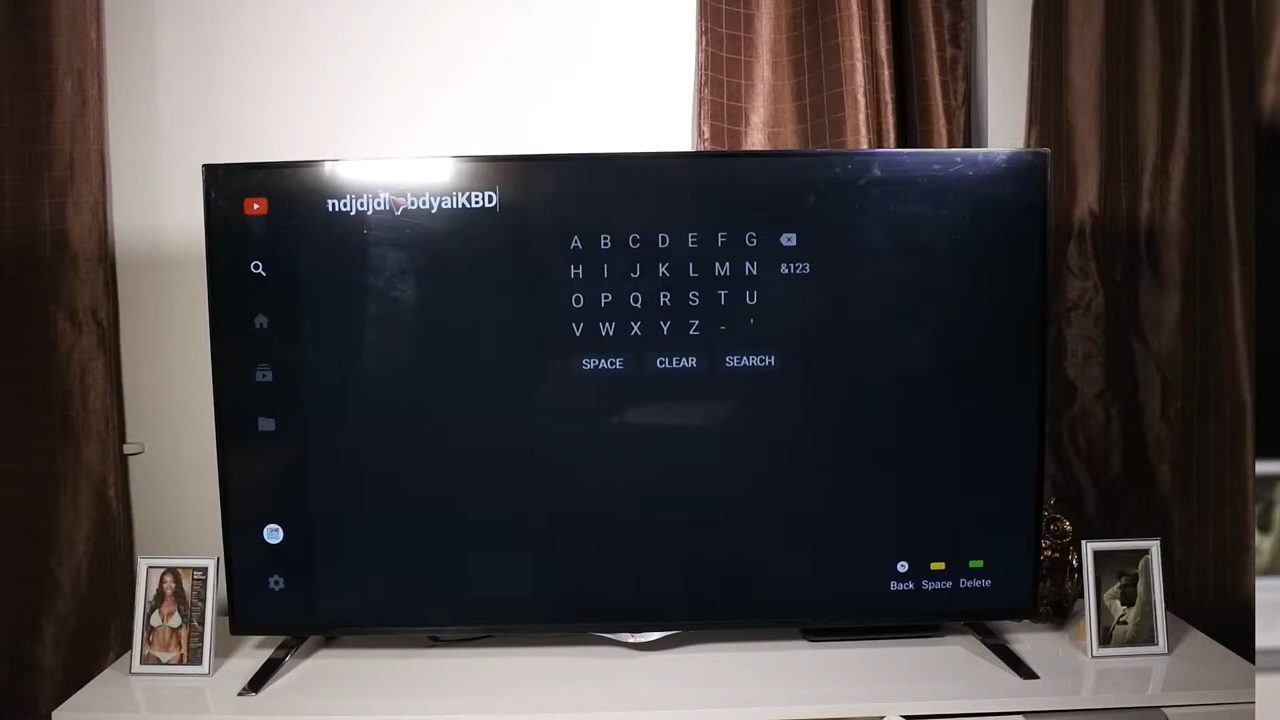 ndjdjdl bdyaiKBD
A B C D E F G
H I J K L M N &123
O P Q R S T U
V W X Y Z - '
SPACE CLEAR SEARCH
Back Space Delete